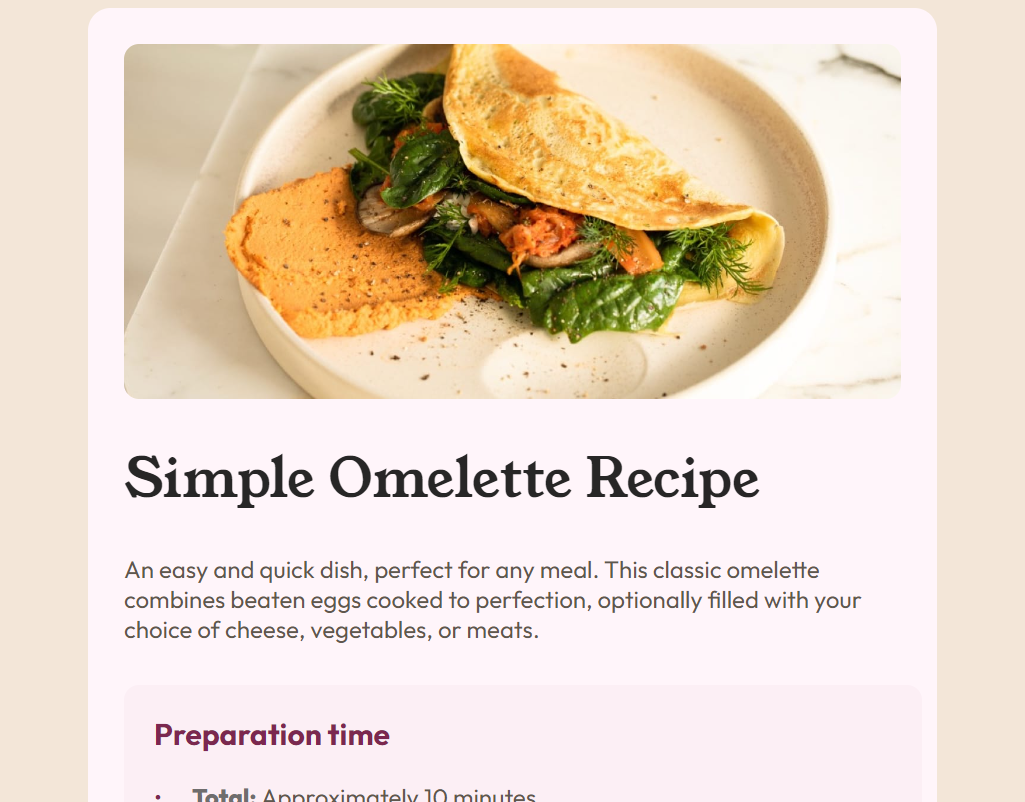 Simple Omelette Recipe
An easy and quick dish, perfect for any meal. This classic omelette
combines beaten eggs cooked to perfection, optionally filled with your
choice of cheese, vegetables, or meats.
Preparation time
• Total: Approximately 10 minutes